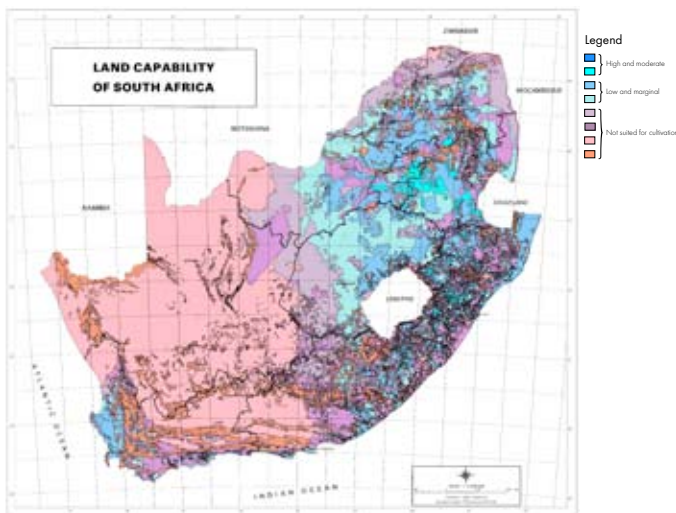 LAND CAPABILITY
OF SOUTH AFRICA
ZIMBABWE
MOCAMBIQUE
BOTSWANA
NAMIBIA
SWAZILAND
LESOTHO
ATLANTIC OCEAN
INDIAN OCEAN
Legend
High and moderate
Low and marginal
Not suited for cultivation